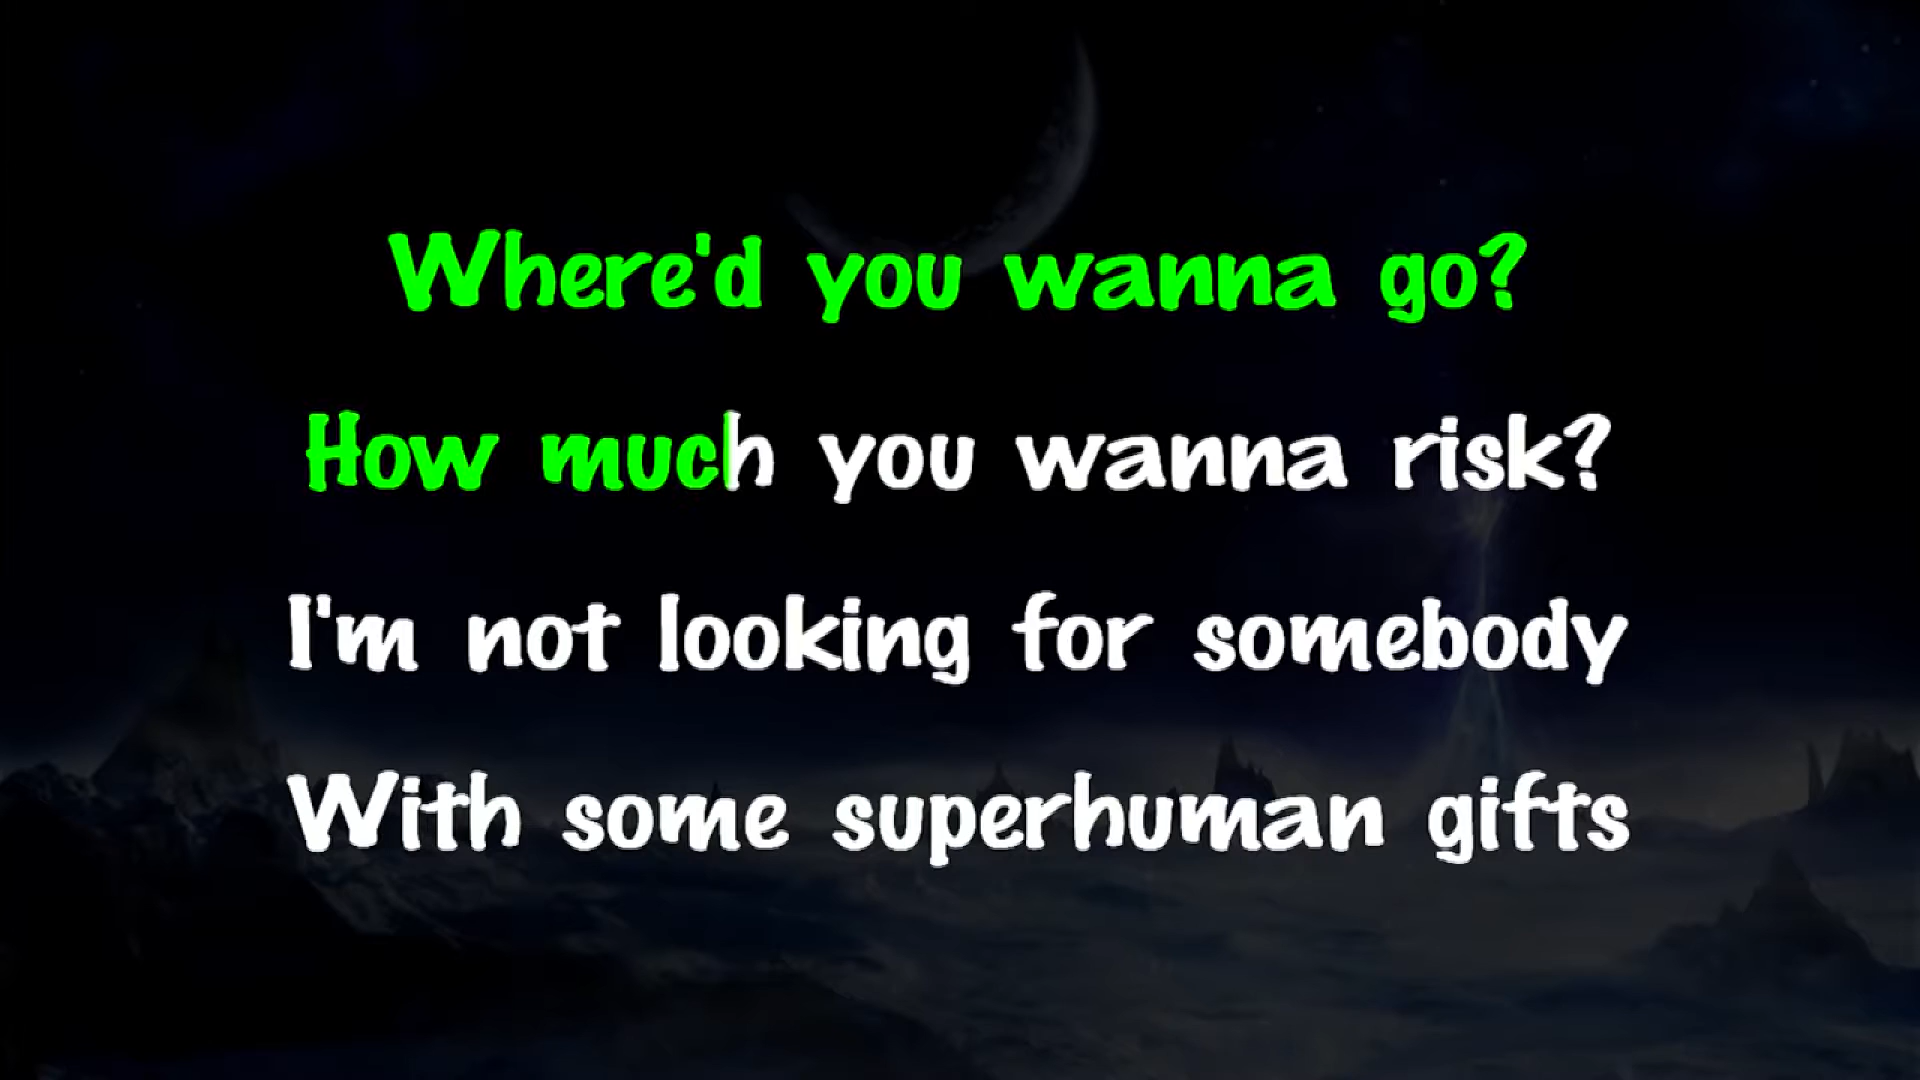 Where'd you wanna go?
How much you wanna risk?
I'm not looking for somebody
With some superhuman gifts